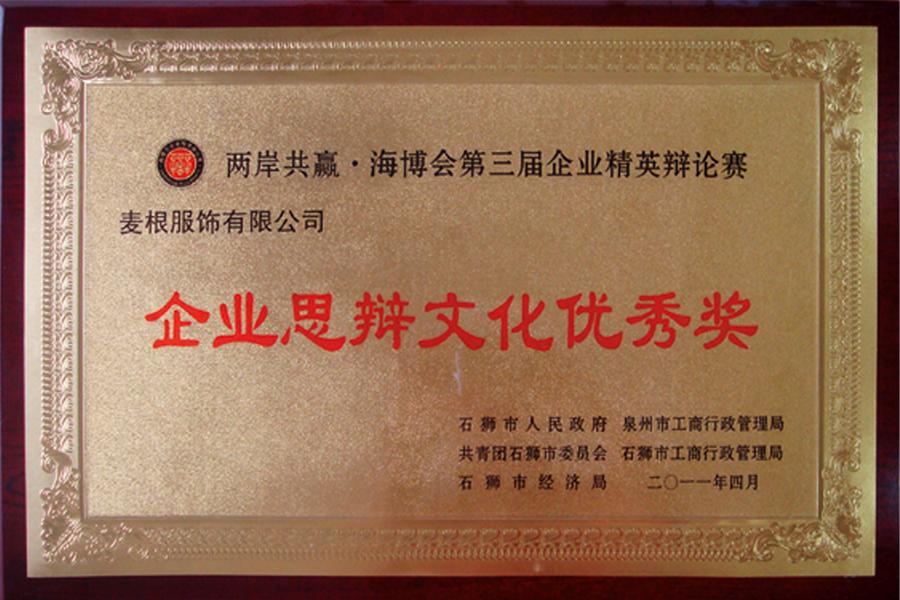 两岸共赢·海博会第三届企业精英辩论赛
麦根服饰有限公司
企业思辩文化优秀奖
石狮市人民政府 泉州市工商行政管理局
共青团石狮市委员会 石狮市工商行政管理局
石狮市经济局 二〇一一年四月